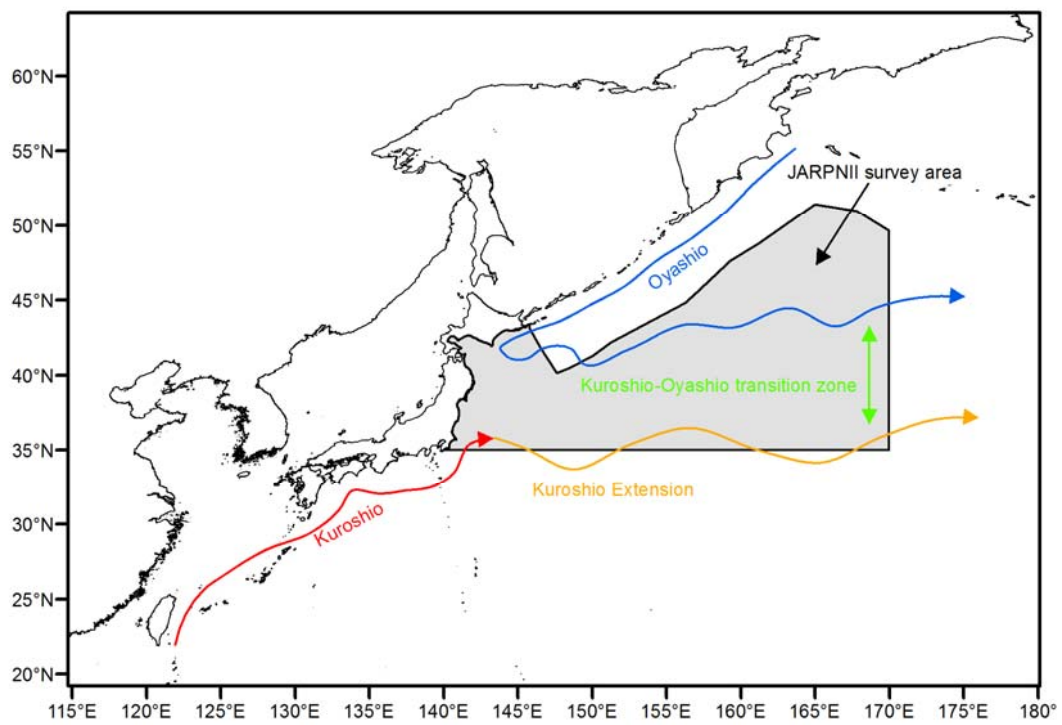 60°N
55°N
JARPNII survey area
50°N
Oyashio
45°N
40°N
Kuroshio-Oyashio transition zone
35°N
Kuroshio Extension
30°N
Kuroshio
25°N
20°N
115°E 120°E 125°E 130°E 135°E 140°E 145°E 150°E 155°E 160°E 165°E 170°E 175°E 180°